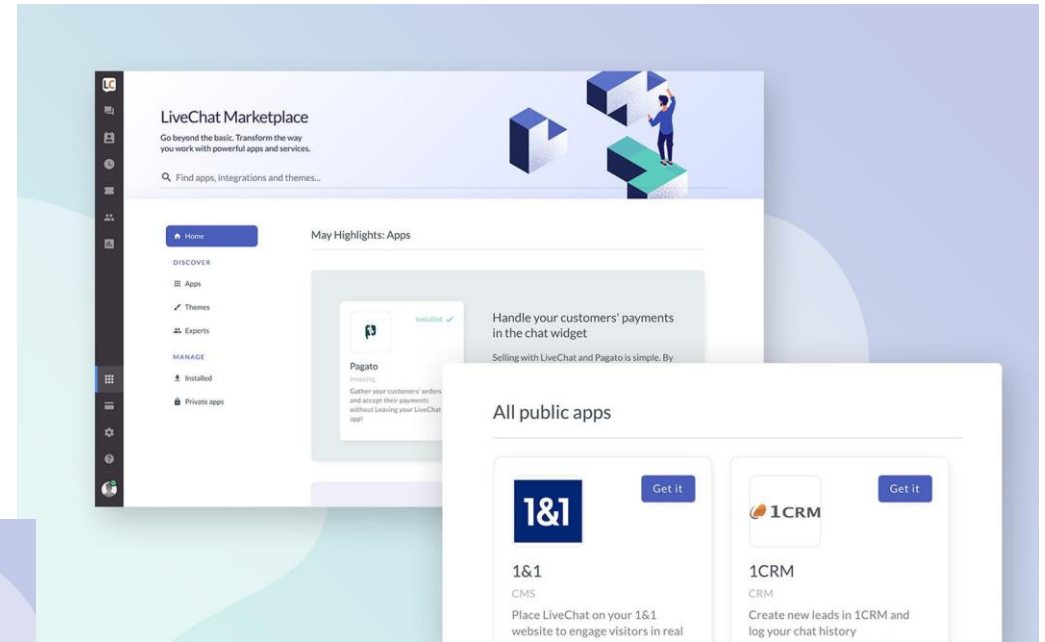 LC
LiveChat Marketplace
Go beyond the basic. Transform the way
you work with powerful apps and services.
Find apps, integrations and themes...
Home
DISCOVER
Apps
Themes
Experts
MANAGE
Installed
Private apps
May Highlights: Apps
Installed
Pagato
Invoicing
Gather your customers' orders
and accept their payments
without Leaving your LiveChat
app!
Handle your customers' payments
in the chat widget
Selling with LiveChat and Pagato is simple. By
All public apps
1&1
Get it
1&1
CMS
Place LiveChat on your 1&1
website to engage visitors in real
1CRM
Get it
1CRM
CRM
Create new leads in 1CRM and
log your chat history